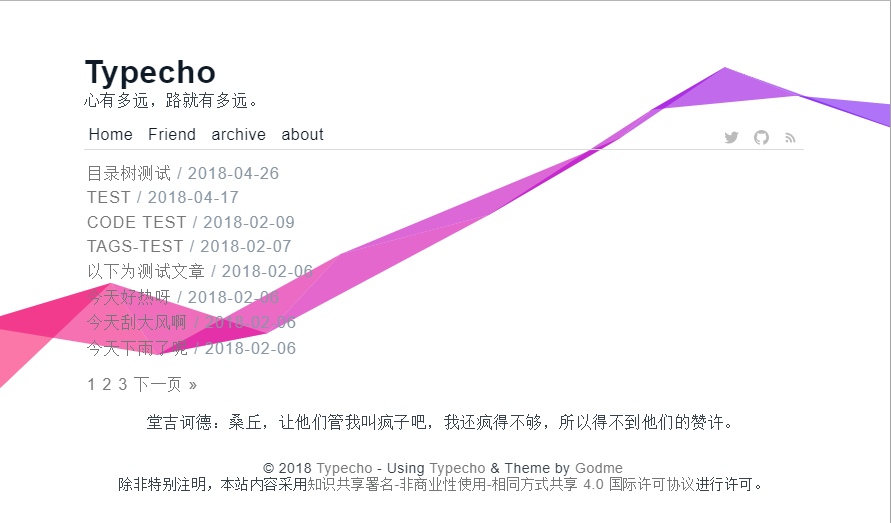 Typecho
心有多远，路就有多远。
Home Friend archive about
目录树测试 / 2018-04-26
TEST / 2018-04-17
CODE TEST / 2018-02-09
TAGS-TEST / 2018-02-07
以下为测试文章 / 2018-02-06
今天好热呀 / 2018-02-06
今天刮大风啊 / 2018-02-06
今天下雨了呢 / 2018-02-06
1 2 3 下一页 »
堂吉诃德：桑丘，让他们管我叫疯子吧，我还疯得不够，所以得不到他们的赞许。
© 2018 Typecho - Using Typecho & Theme by Godme
除非特别注明，本站内容采用知识共享署名-非商业性使用-相同方式共享 4.0 国际许可协议进行许可。